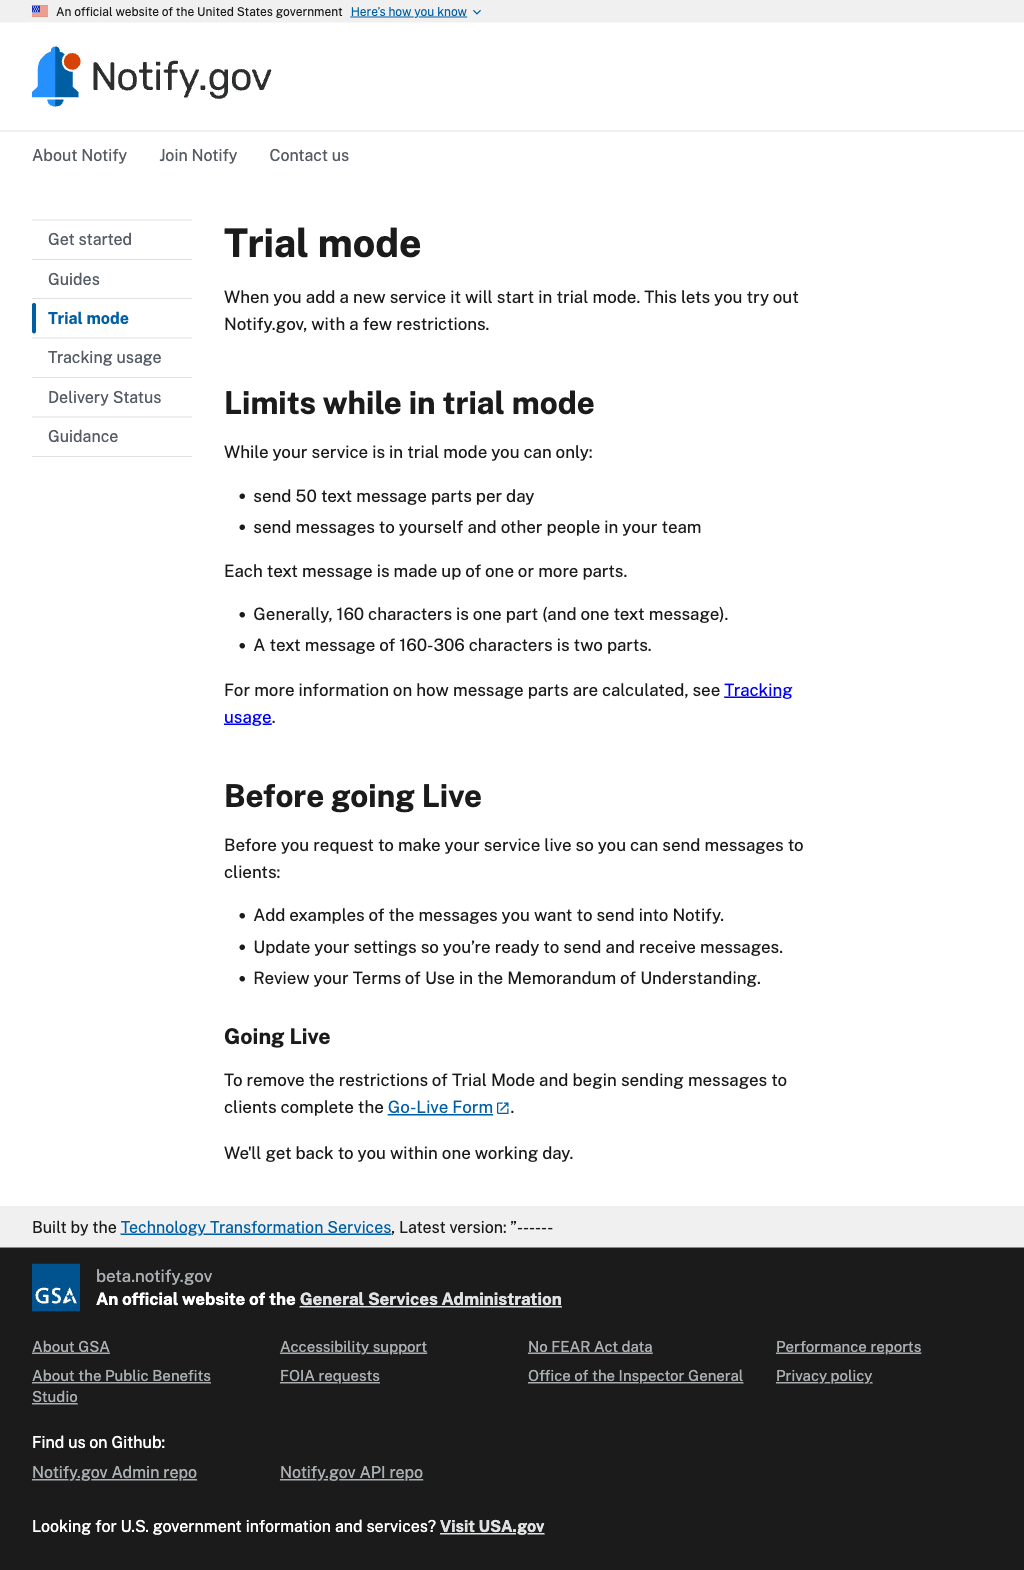 An official website of the United States government Here's how you know
Notify.gov
About Notify Join Notify Contact us
Get started
Guides
Trial mode
Tracking usage
Delivery Status
Guidance
Trial mode
When you add a new service it will start in trial mode. This lets you try out
Notify.gov, with a few restrictions.
Limits while in trial mode
While your service is in trial mode you can only:
• send 50 text message parts per day
• send messages to yourself and other people in your team
Each text message is made up of one or more parts.
• Generally, 160 characters is one part (and one text message).
• A text message of 160-306 characters is two parts.
For more information on how message parts are calculated, see Tracking
usage.
Before going Live
Before you request to make your service live so you can send messages to
clients:
• Add examples of the messages you want to send into Notify.
• Update your settings so you’re ready to send and receive messages.
• Review your Terms of Use in the Memorandum of Understanding.
Going Live
To remove the restrictions of Trial Mode and begin sending messages to
clients complete the Go-Live Form.
We'll get back to you within one working day.
Built by the Technology Transformation Services, Latest version: ”------
GSA
beta.notify.gov
An official website of the General Services Administration
About GSA Accessibility support No FEAR Act data Performance reports
About the Public Benefits FOIA requests Office of the Inspector General Privacy policy
Studio
Find us on Github:
Notify.gov Admin repo Notify.gov API repo
Looking for U.S. government information and services? Visit USA.gov